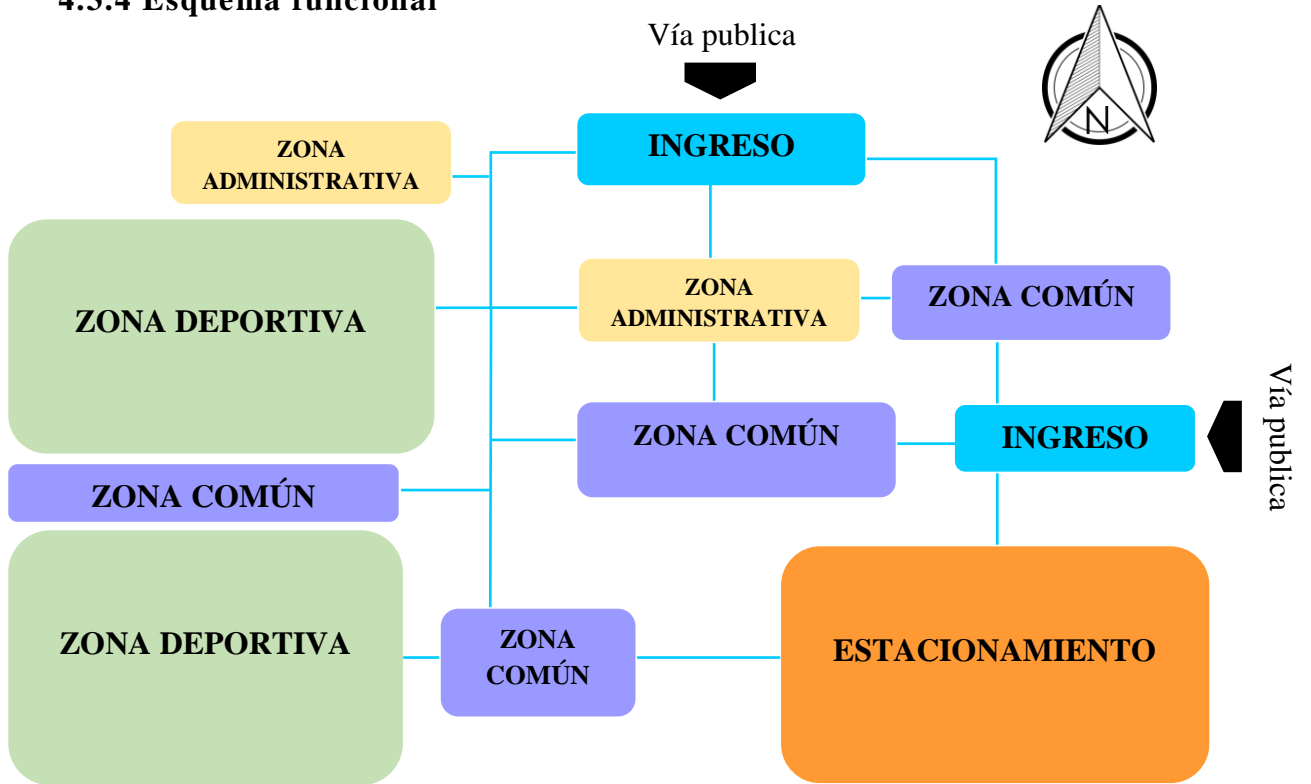 4.3.4 Esquema funcional
Vía publica
N
INGRESO
ZONA
ADMINISTRATIVA
ZONA DEPORTIVA
ZONA
ADMINISTRATIVA
ZONA COMÚN
Vía publica
ZONA COMÚN
INGRESO
ZONA COMÚN
ZONA DEPORTIVA
ZONA
COMÚN
ESTACIONAMIENTO